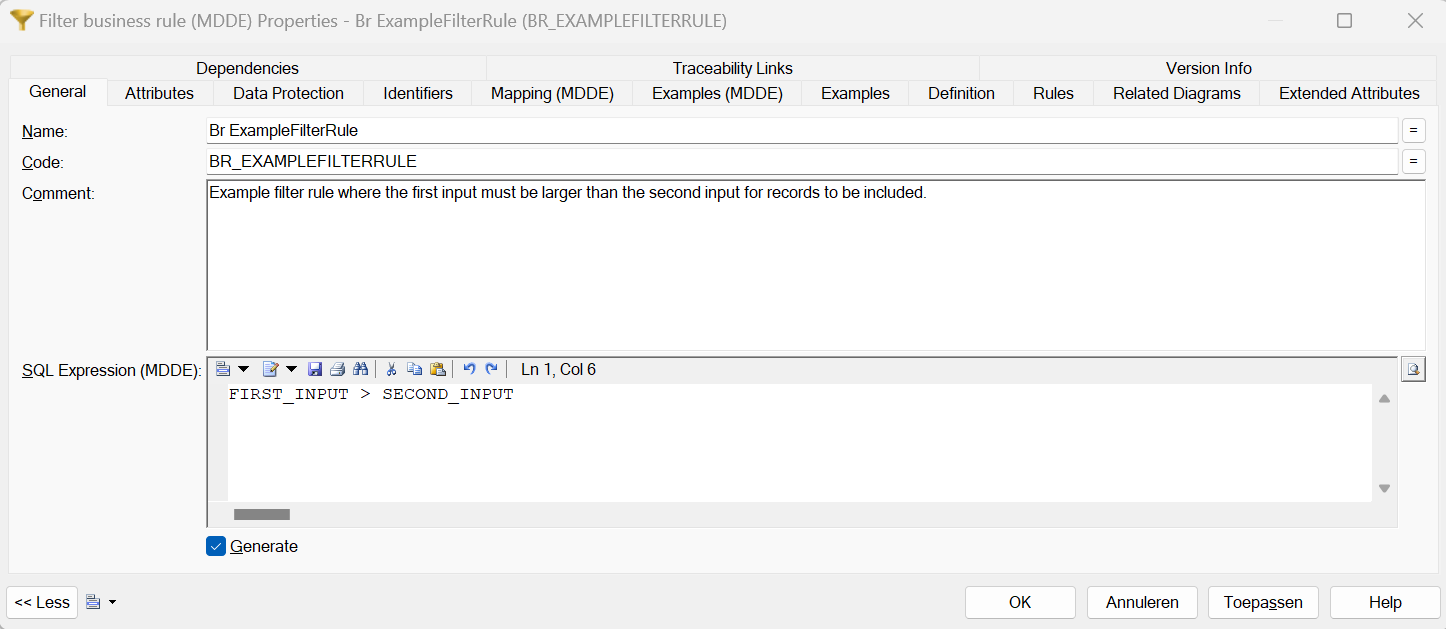 Filter business rule (MDDE) Properties - Br ExampleFilterRule (BR_EXAMPLEFILTERRULE)
Dependencies Traceability Links Version Info
General Attributes Data Protection Identifiers Mapping (MDDE) Examples (MDDE) Examples Definition Rules Related Diagrams Extended Attributes
Name: Br ExampleFilterRule =
Code: BR_EXAMPLEFILTERRULE =
Comment: Example filter rule where the first input must be larger than the second input for records to be included.
SQL Expression (MDDE): Ln 1, Col 6
FIRST_INPUT > SECOND_INPUT
Generate
<< Less OK Annuleren Toepassen Help